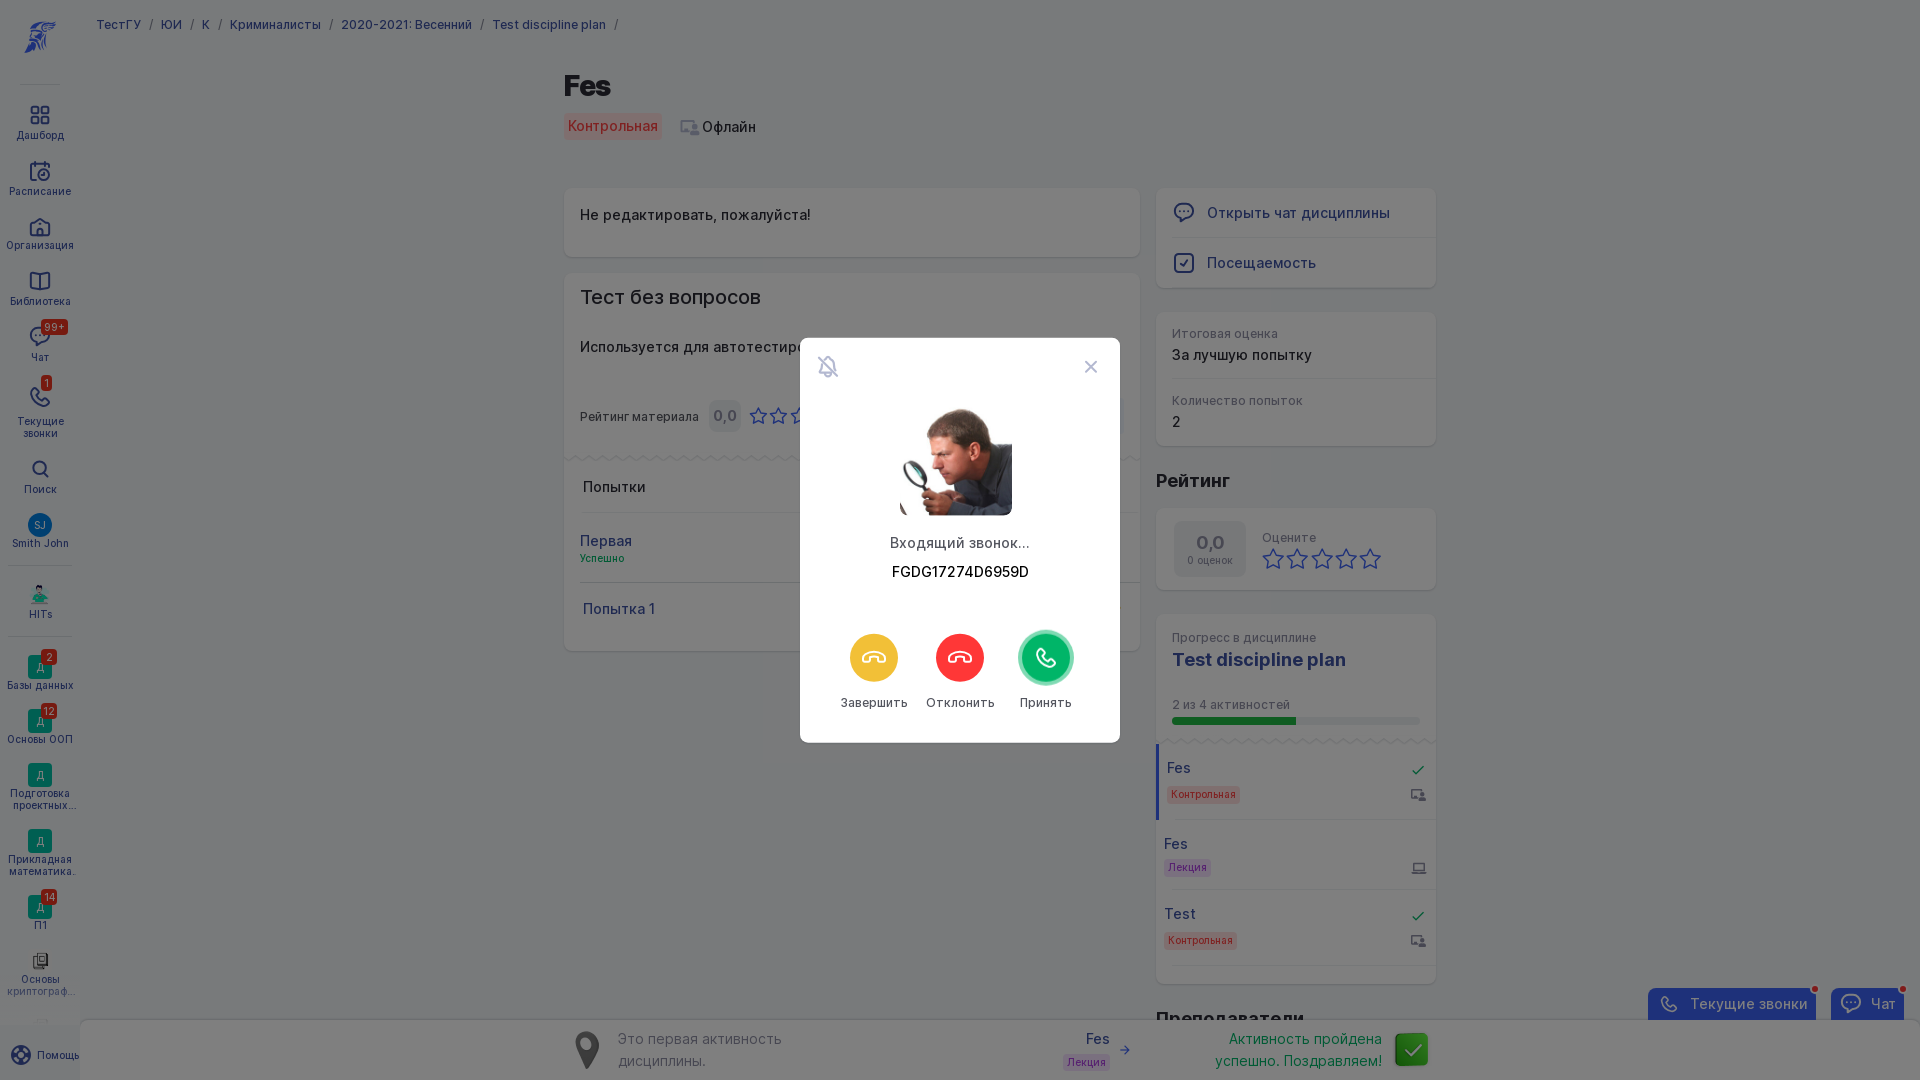 ТестГУ / ЮИ / К / Криминалисты / 2020-2021: Весенний / Test discipline plan /
Fes
Контрольная
Офлайн
Дашборд
Расписание
Организация
Библиотека
99+
Чат
1
Текущие
звонки
Поиск
SJ
Smith John
HITs
2
Д
Базы данных
12
Д
Основы ООП
Д
Подготовка
проектных...
Д
Прикладная
математика.
14
Д
П1
Основы
криптограф...
Помощь
Не редактировать, пожалуйста!
Тест без вопросов
Рейтинг материала 0,0
Попытки
Первая
Успешно
Попытка 1
Входящий звонок...
FGDG17274D6959D
Завершить
Отклонить
Принять
Открыть чат дисциплины
Посещаемость
Итоговая оценка
За лучшую попытку
Количество попыток
2
Рейтинг
0,0
0 оценок
Оцените
Прогресс в дисциплине
Test discipline plan
2 из 4 активностей
Fes
Контрольная
Fes
Лекция
Test
Контрольная
Преподаватели
Текущие звонки
Чат
Это первая активность
дисциплины.
Fes
Лекция
Активность пройдена
успешно. Поздравляем!